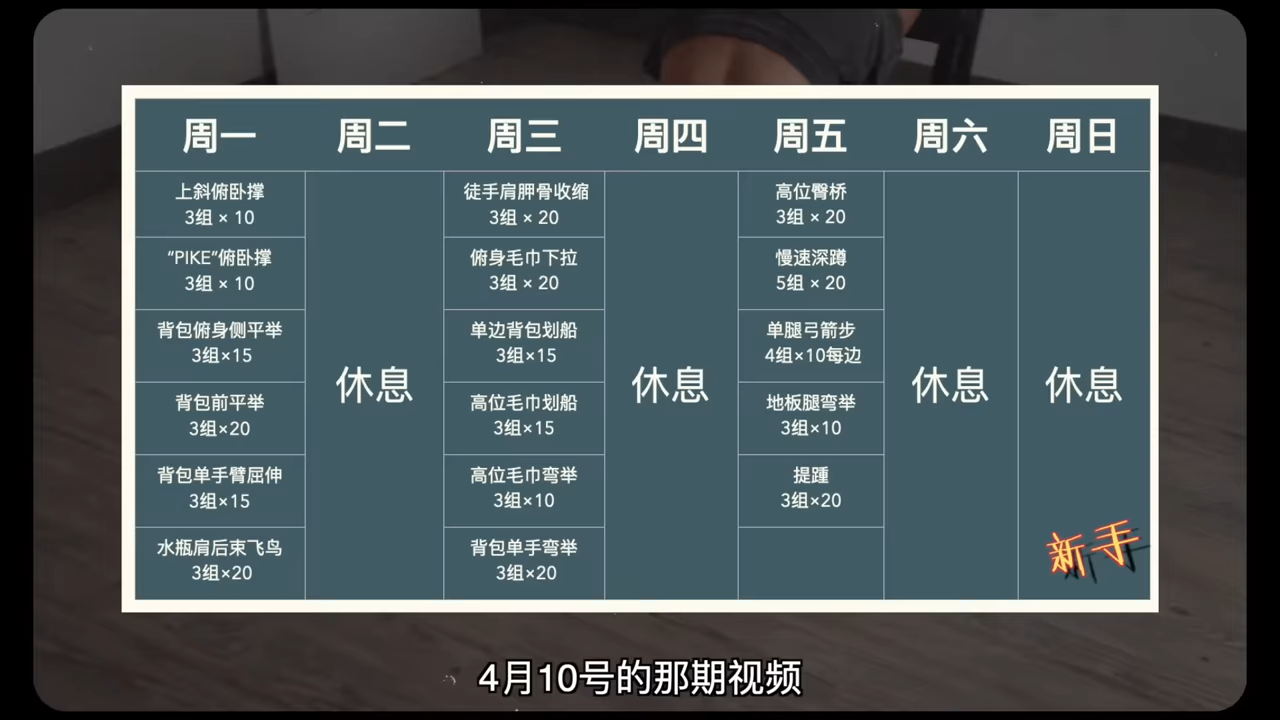 周一 周二 周三 周四 周五 周六 周日
上斜俯卧撑
3组 × 10
“PIKE”俯卧撑
3组 × 10
背包俯身侧平举
3组×15
背包前平举
3组×20
背包单手臂屈伸
3组×15
水瓶肩后束飞鸟
3组×20
休息
徒手肩胛骨收缩
3组 × 20
俯身毛巾下拉
3组 × 20
单边背包划船
3组×15
高位毛巾划船
3组×15
高位毛巾弯举
3组×10
背包单手弯举
3组×20
休息
高位臀桥
3组 × 20
慢速深蹲
5组 × 20
单腿弓箭步
4组×10每边
地板腿弯举
3组×10
提踵
3组×20
休息
休息
新手
4月10号的那期视频